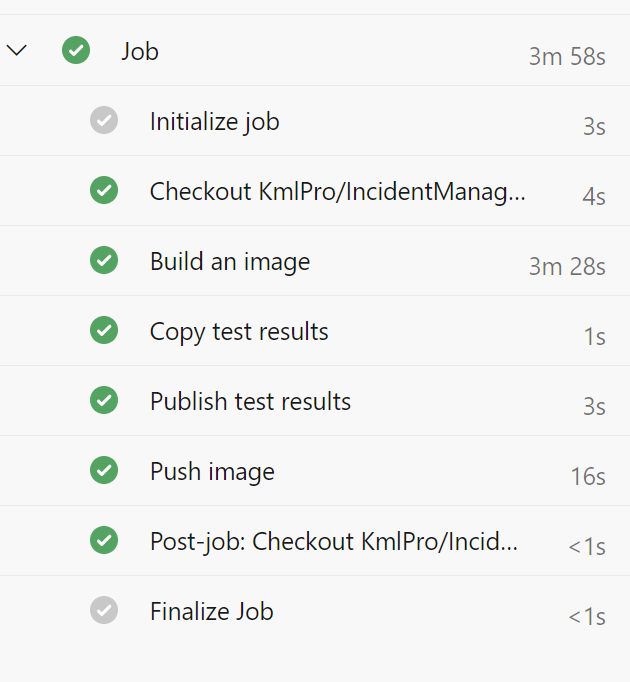 Job 3m 58s
Initialize job 3s
Checkout KmlPro/IncidentManag... 4s
Build an image 3m 28s
Copy test results 1s
Publish test results 3s
Push image 16s
Post-job: Checkout KmlPro/Incid... <1s
Finalize Job <1s